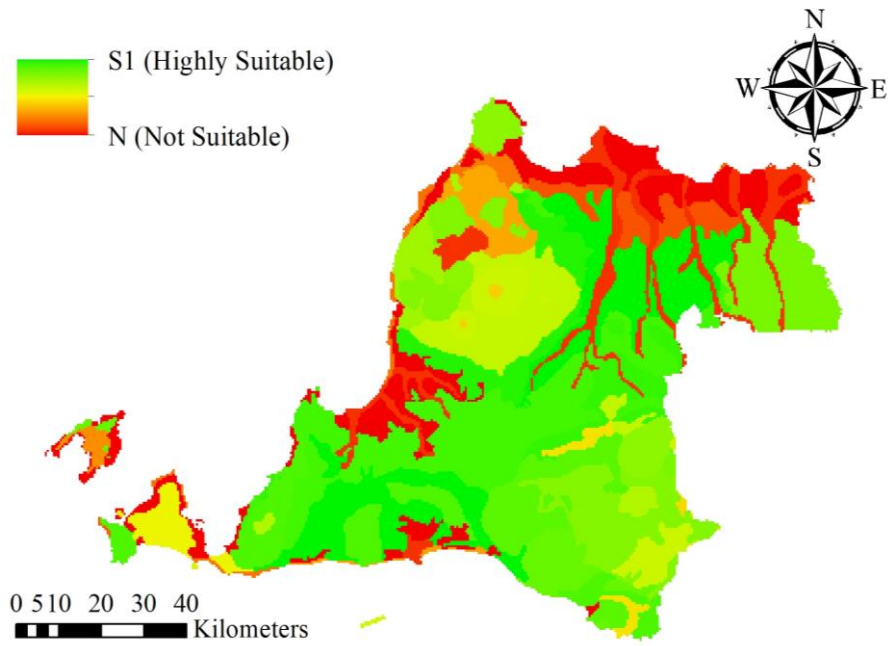 S1 (Highly Suitable)
N (Not Suitable)
N
W E
S
0 5 10 20 30 40
Kilometers